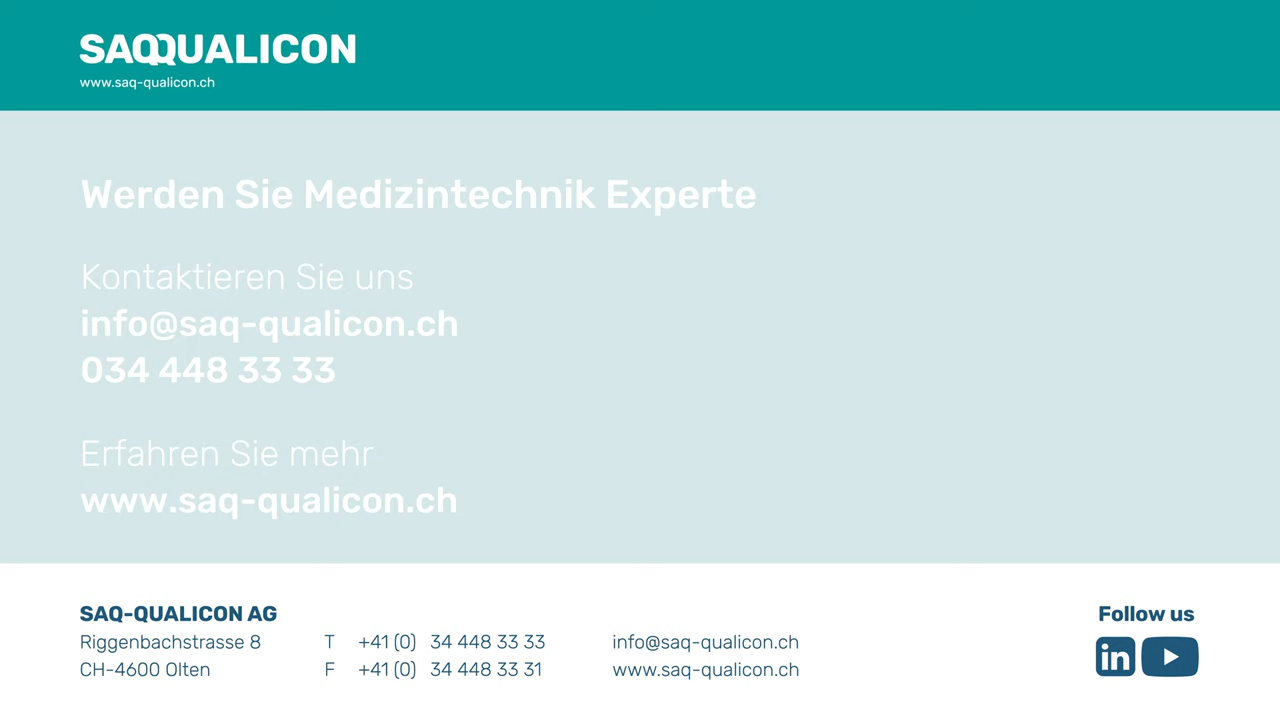 SAQQUALICON
www.saq-qualicon.ch
Werden Sie Medizintechnik Experte
Kontaktieren Sie uns
info@saq-qualicon.ch
034 448 33 33
Erfahren Sie mehr
www.saq-qualicon.ch
SAQ-QUALICON AG
Riggenbachstrasse 8
CH-4600 Olten
T +41 (0) 34 448 33 33
F +41 (0) 34 448 33 31
info@saq-qualicon.ch
www.saq-qualicon.ch
Follow us
in